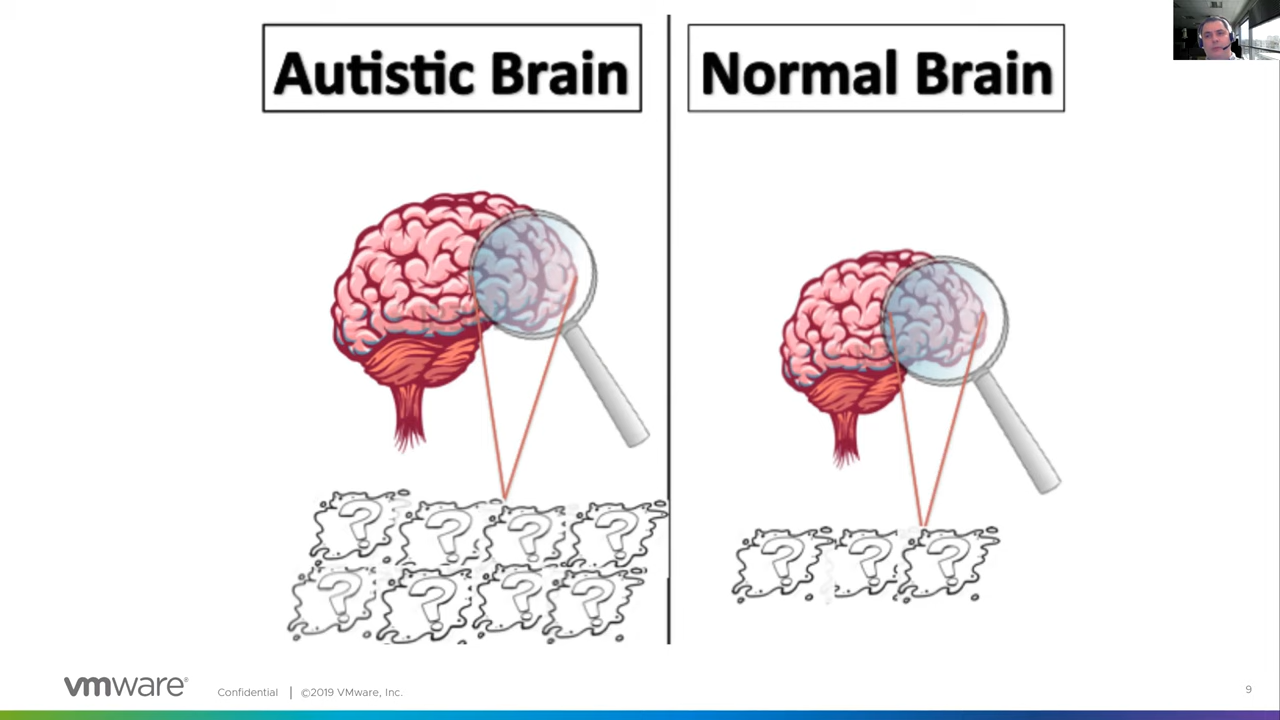 Autistic Brain
Normal Brain
? ? ? ?
? ? ? ?
? ? ?
vmware®
Confidential | ©2019 VMware, Inc.
9